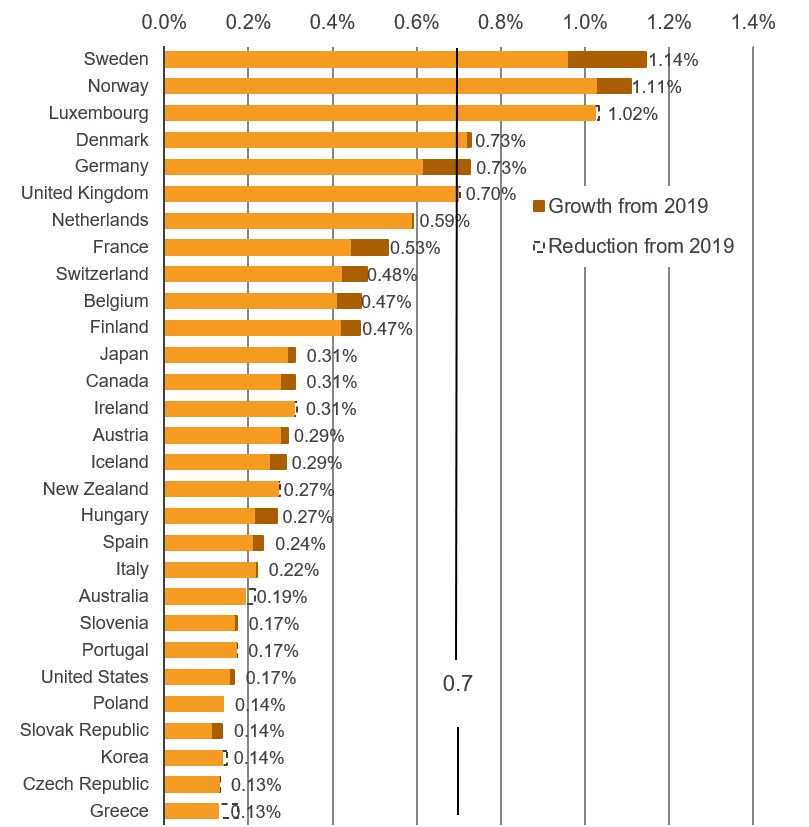 0.0% 0.2% 0.4% 0.6% 0.8% 1.0% 1.2% 1.4%
Sweden 1.14%
Norway 1.11%
Luxembourg 1.02%
Denmark 0.73%
Germany 0.73%
United Kingdom 0.70%
Growth from 2019
Netherlands 0.59%
France 0.53%
Reduction from 2019
Switzerland 0.48%
Belgium 0.47%
Finland 0.47%
Japan 0.31%
Canada 0.31%
Ireland 0.31%
Austria 0.29%
Iceland 0.29%
New Zealand 0.27%
Hungary 0.27%
Spain 0.24%
Italy 0.22%
Australia 0.19%
Slovenia 0.17%
Portugal 0.17%
United States 0.17%
0.7
Poland 0.14%
Slovak Republic 0.14%
Korea 0.14%
Czech Republic 0.13%
Greece 0.13%